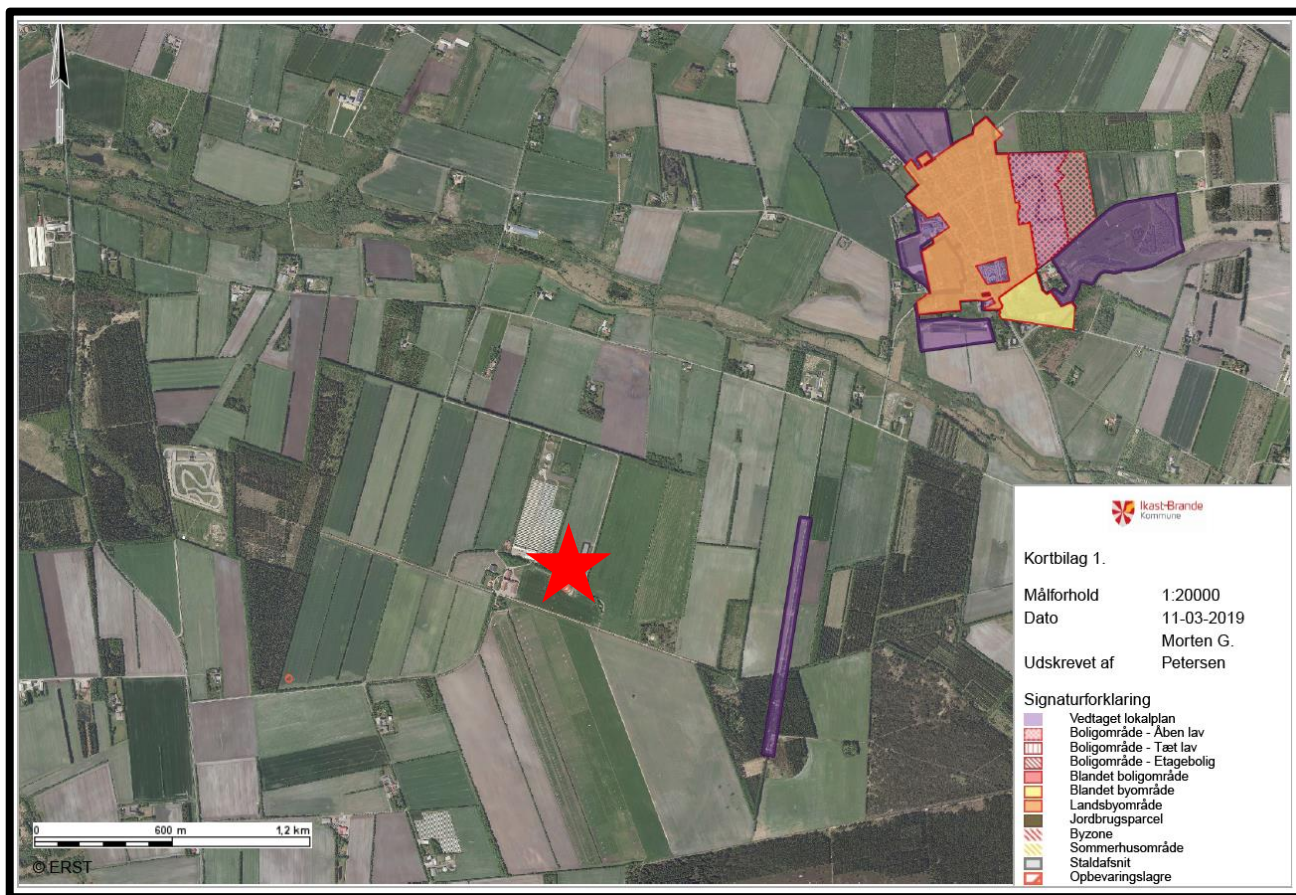 Ikast-Brande
Kommune
Kortbilag 1.
Målforhold 1:20000
Dato 11-03-2019
Morten G.
Udskrevet af Petersen
Signaturforklaring
Vedtaget lokalplan
Boligområde - Åben lav
Boligområde - Tæt lav
Boligområde - Etagebolig
Blandet boligområde
Blandet byområde
Landsbyområde
Jordbrugsparcel
Byzone
Sommerhusområde
Staldafsnit
Opbevaringslagre
0 600 m 1,2 km
© ERST